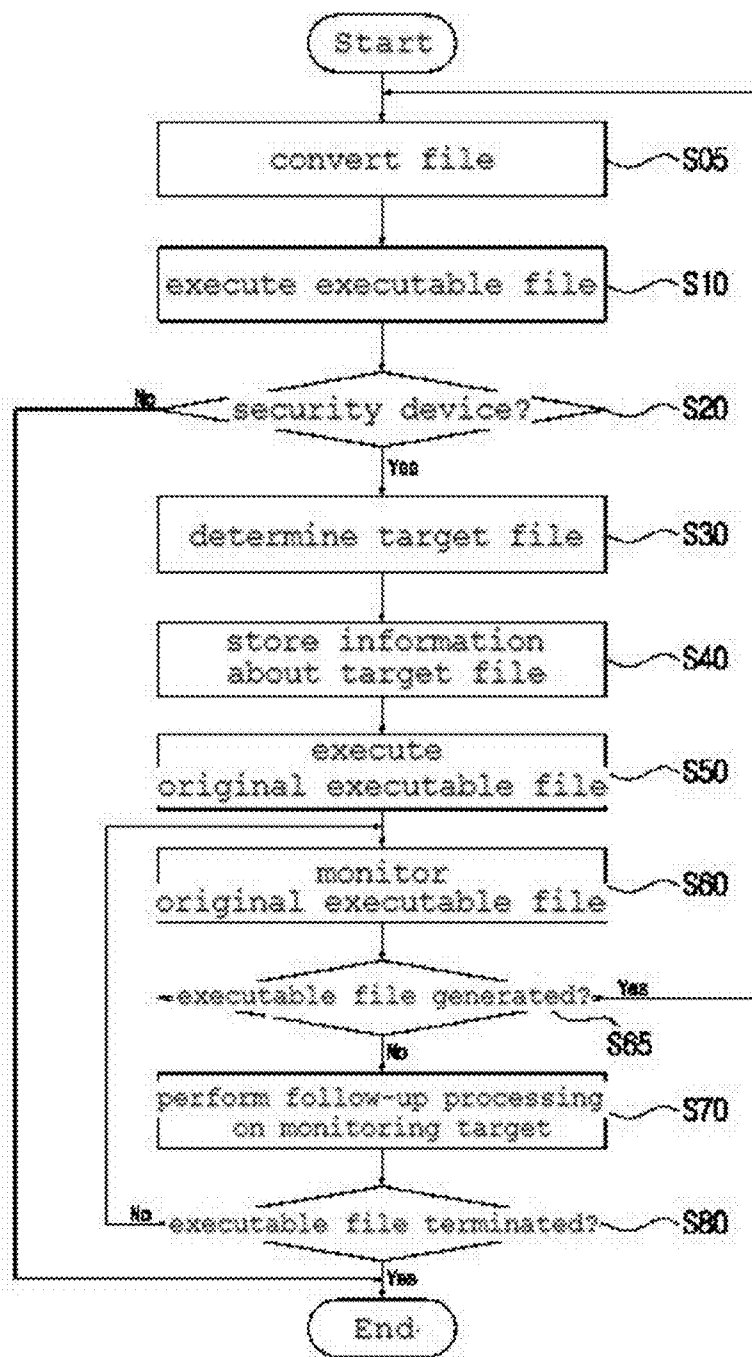 Start
convert file
S05
execute executable file
S10
No
security device?
S20
Yes
determine target file
S30
store information
about target file
S40
execute
original executable file
S50
monitor
original executable file
S60
executable file generated?
Yes
S65
No
perform follow-up processing
on monitoring target
S70
No
executable file terminated?
S80
Yes
End